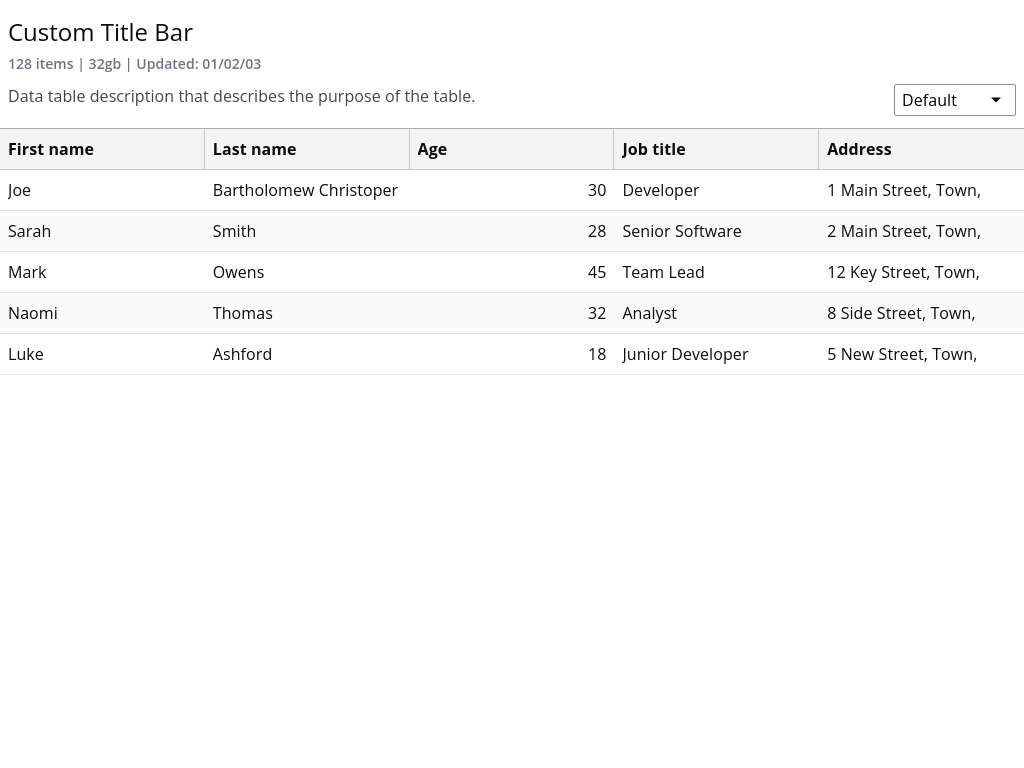 Custom Title Bar
128 items | 32gb | Updated: 01/02/03
Data table description that describes the purpose of the table.
Default
First name Last name Age Job title Address
Joe Bartholomew Christoper 30 Developer 1 Main Street, Town,
Sarah Smith 28 Senior Software 2 Main Street, Town,
Mark Owens 45 Team Lead 12 Key Street, Town,
Naomi Thomas 32 Analyst 8 Side Street, Town,
Luke Ashford 18 Junior Developer 5 New Street, Town,